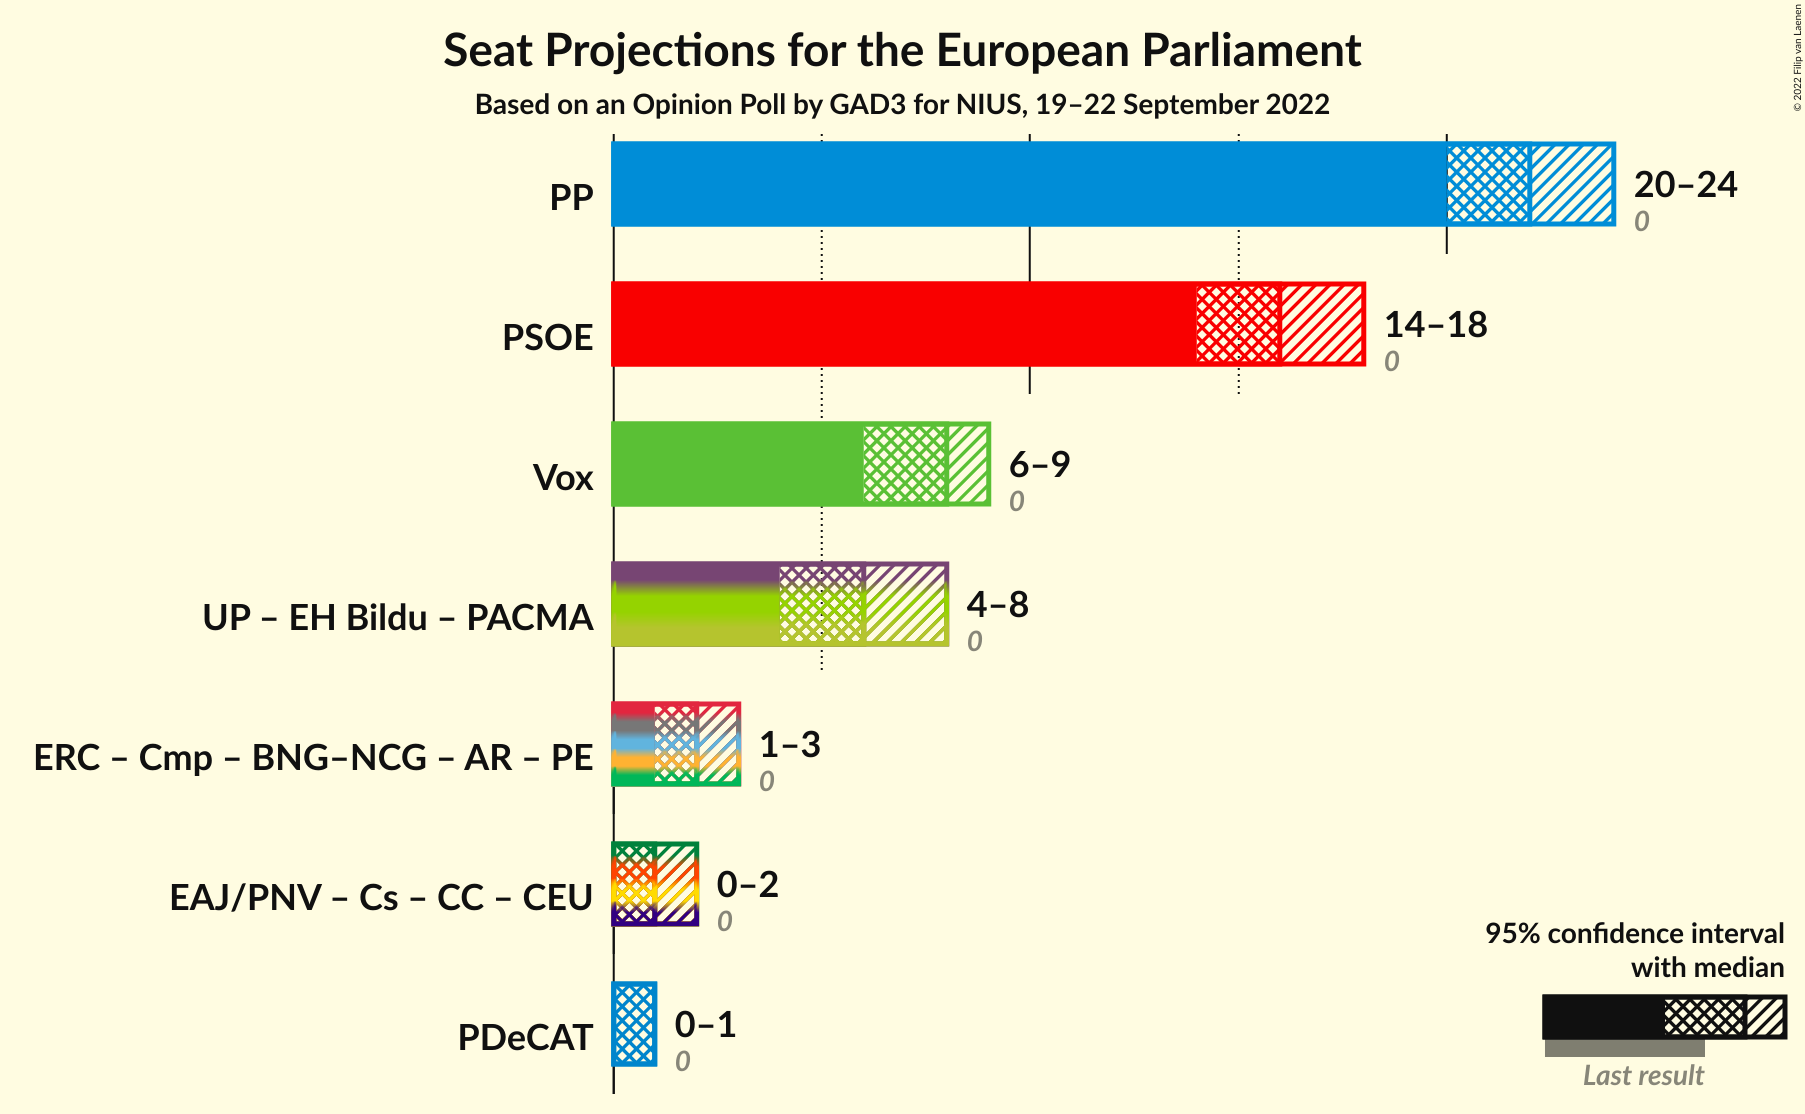 Seat Projections for the European Parliament
Based on an Opinion Poll by GAD3 for NIUS, 19–22 September 2022
© 2022 Filip van Laenen
PP
20–24
0
PSOE
14–18
0
Vox
6–9
0
UP – EH Bildu – PACMA
4–8
0
ERC – Cmp – BNG–NCG – AR – PE
1–3
0
EAJ/PNV – Cs – CC – CEU
0–2
0
PDeCAT
0–1
0
95% confidence interval
with median
Last result